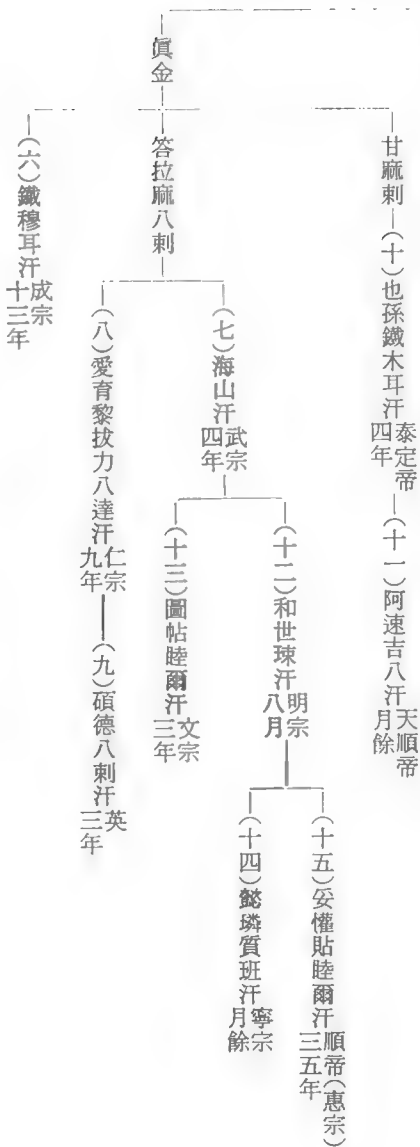 眞金
甘麻剌
(十)也孫鐵木耳汗 泰定帝 四年
(十一)阿速吉八汗 天順帝 月餘
答拉麻八剌
(七)海山汗 武宗 四年
(十二)和世㻋汗 明宗 八月
(十五)妥懽貼睦爾汗 順帝(惠宗) 三五年
(十四)懿璘質班汗 寧宗 月餘
(十三)圖帖睦爾汗 文宗 三年
(八)愛育黎拔力八達汗 仁宗 九年
(九)碩德八剌汗 英 三年
(六)鐵穆耳汗 成宗 十三年